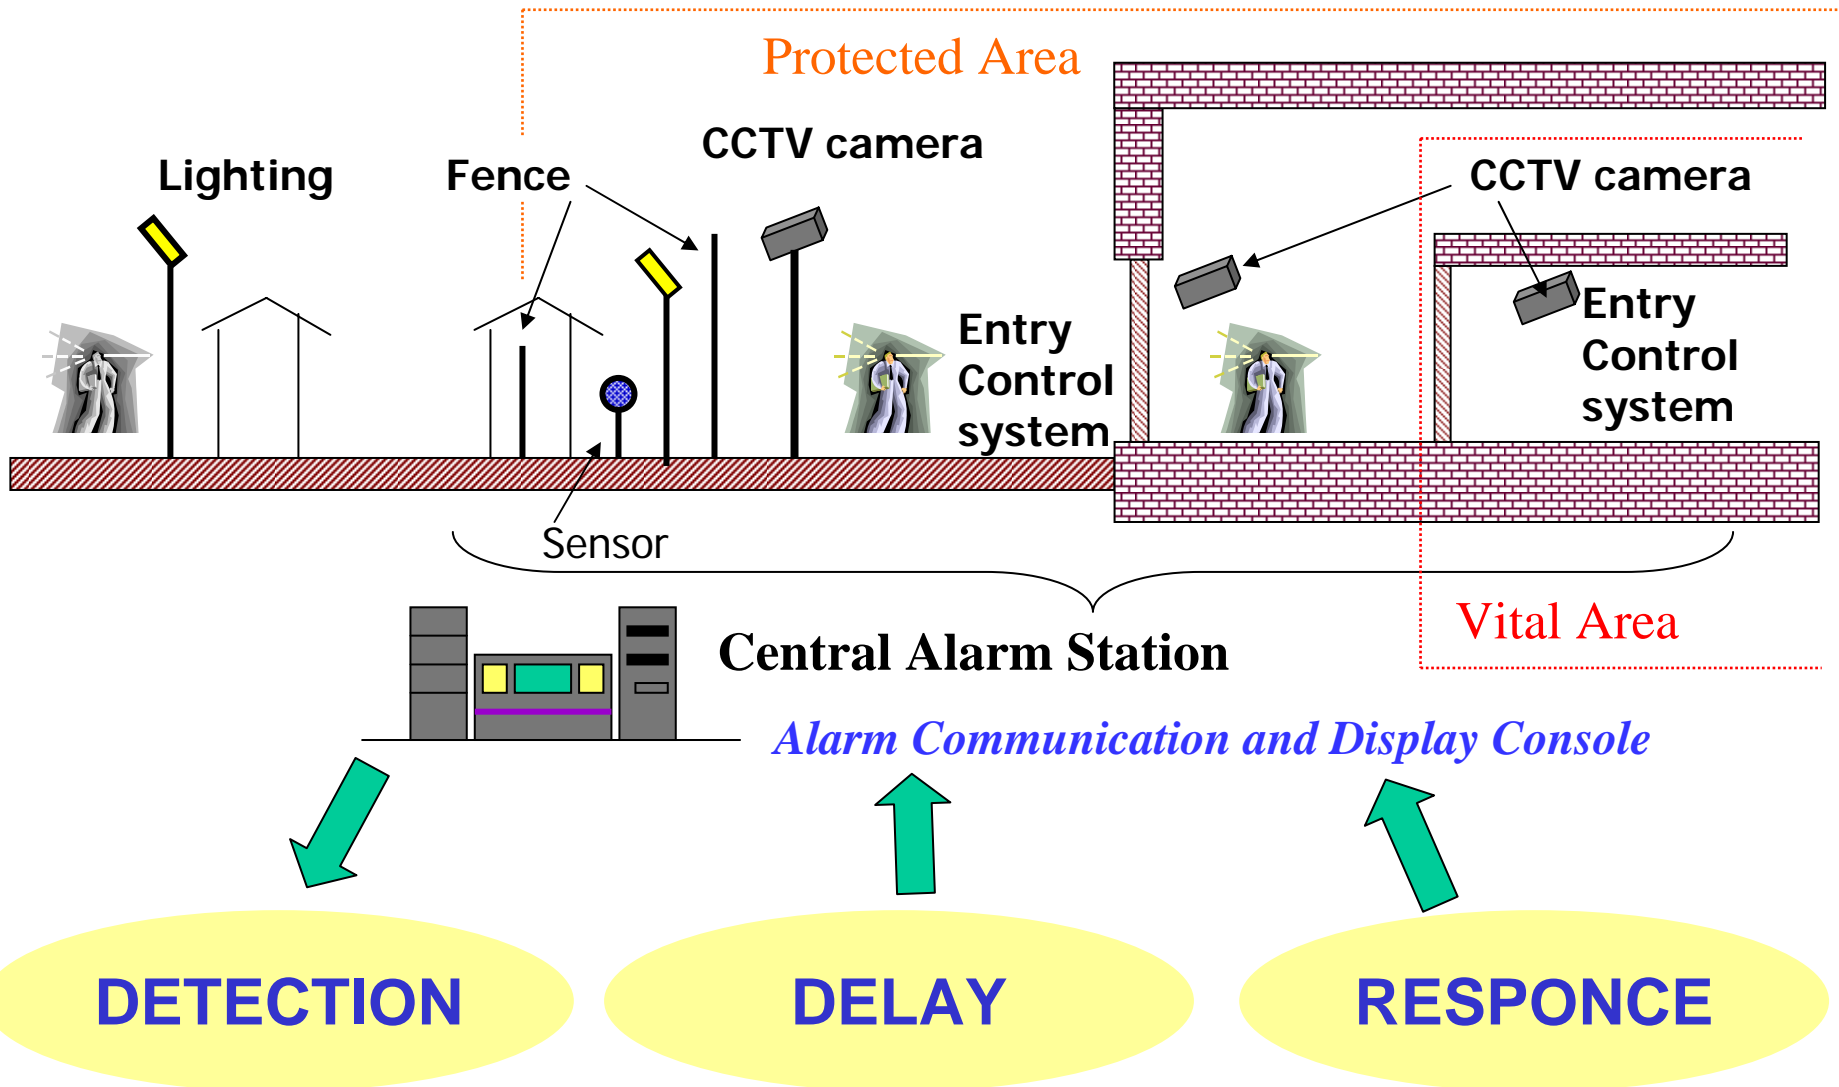 Protected Area
CCTV camera
Lighting
Fence
CCTV camera
Entry
Control
system
Entry
Control
system
Sensor
Vital Area
Central Alarm Station
Alarm Communication and Display Console
DETECTION
DELAY
RESPONCE